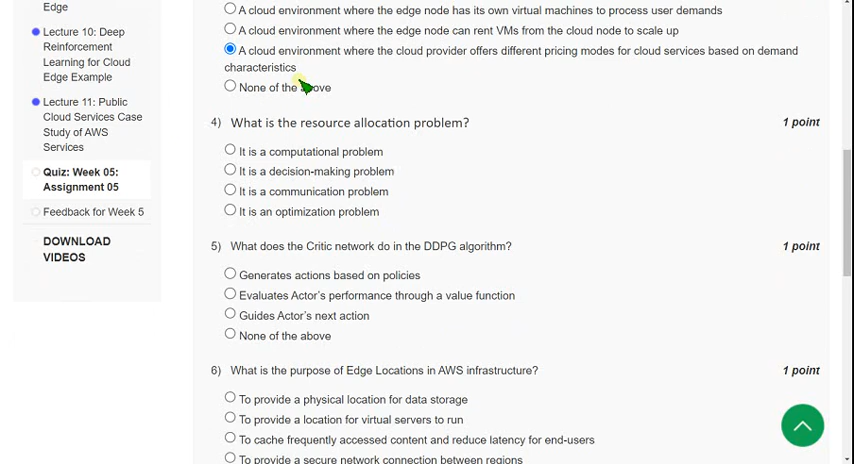 Edge
Lecture 10: Deep
Reinforcement
Learning for Cloud
Edge Example
Lecture 11: Public
Cloud Services Case
Study of AWS
Services
Quiz: Week 05:
Assignment 05
Feedback for Week 5
DOWNLOAD
VIDEOS
A cloud environment where the edge node has its own virtual machines to process user demands
A cloud environment where the edge node can rent VMs from the cloud node to scale up
A cloud environment where the cloud provider offers different pricing modes for cloud services based on demand
characteristics
None of the above
4) What is the resource allocation problem? 1 point
It is a computational problem
It is a decision-making problem
It is a communication problem
It is an optimization problem
5) What does the Critic network do in the DDPG algorithm? 1 point
Generates actions based on policies
Evaluates Actor's performance through a value function
Guides Actor's next action
None of the above
6) What is the purpose of Edge Locations in AWS infrastructure? 1 point
To provide a physical location for data storage
To provide a location for virtual servers to run
To cache frequently accessed content and reduce latency for end-users
To provide a secure network connection between regions